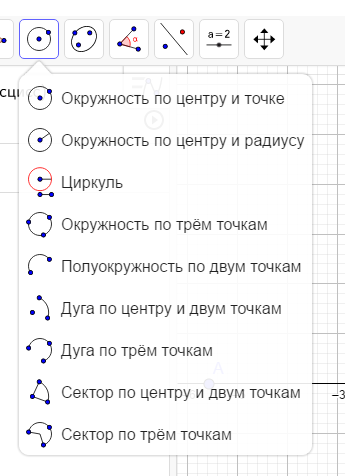 a = 2
сци
Окружность по центру и точке
Окружность по центру и радиусу
Циркуль
Окружность по трём точкам
Полуокружность по двум точкам
Дуга по центру и двум точкам
Дуга по трём точкам
A
Сектор по центру и двум точкам
-3
Сектор по трём точкам